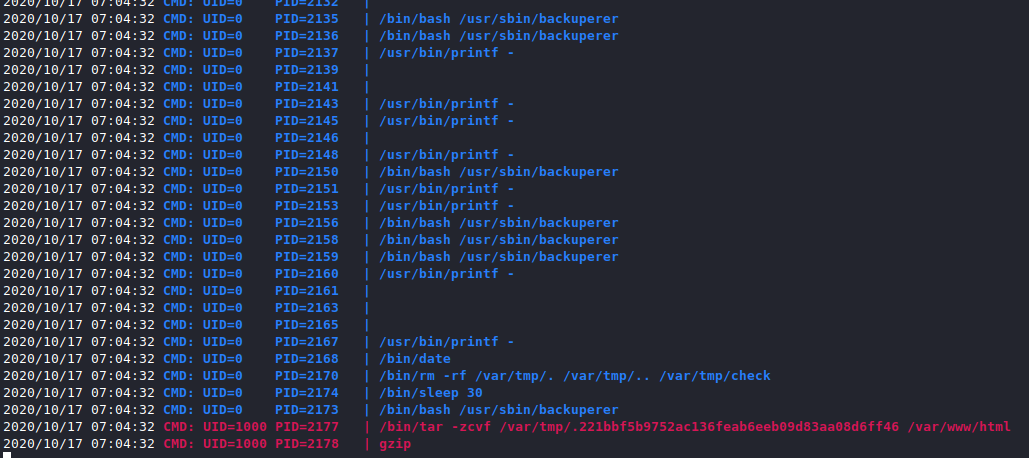 2020/10/17 07:04:32 CMD: UID=0 PID=2132 |
2020/10/17 07:04:32 CMD: UID=0 PID=2135 | /bin/bash /usr/sbin/backuperer
2020/10/17 07:04:32 CMD: UID=0 PID=2136 | /bin/bash /usr/sbin/backuperer
2020/10/17 07:04:32 CMD: UID=0 PID=2137 | /usr/bin/printf -
2020/10/17 07:04:32 CMD: UID=0 PID=2139 |
2020/10/17 07:04:32 CMD: UID=0 PID=2141 |
2020/10/17 07:04:32 CMD: UID=0 PID=2143 | /usr/bin/printf -
2020/10/17 07:04:32 CMD: UID=0 PID=2145 | /usr/bin/printf -
2020/10/17 07:04:32 CMD: UID=0 PID=2146 |
2020/10/17 07:04:32 CMD: UID=0 PID=2148 | /usr/bin/printf -
2020/10/17 07:04:32 CMD: UID=0 PID=2150 | /bin/bash /usr/sbin/backuperer
2020/10/17 07:04:32 CMD: UID=0 PID=2151 | /usr/bin/printf -
2020/10/17 07:04:32 CMD: UID=0 PID=2153 | /usr/bin/printf -
2020/10/17 07:04:32 CMD: UID=0 PID=2156 | /bin/bash /usr/sbin/backuperer
2020/10/17 07:04:32 CMD: UID=0 PID=2158 | /bin/bash /usr/sbin/backuperer
2020/10/17 07:04:32 CMD: UID=0 PID=2159 | /bin/bash /usr/sbin/backuperer
2020/10/17 07:04:32 CMD: UID=0 PID=2160 | /usr/bin/printf -
2020/10/17 07:04:32 CMD: UID=0 PID=2161 |
2020/10/17 07:04:32 CMD: UID=0 PID=2163 |
2020/10/17 07:04:32 CMD: UID=0 PID=2165 |
2020/10/17 07:04:32 CMD: UID=0 PID=2167 | /usr/bin/printf -
2020/10/17 07:04:32 CMD: UID=0 PID=2168 | /bin/date
2020/10/17 07:04:32 CMD: UID=0 PID=2170 | /bin/rm -rf /var/tmp/. /var/tmp/.. /var/tmp/check
2020/10/17 07:04:32 CMD: UID=0 PID=2174 | /bin/sleep 30
2020/10/17 07:04:32 CMD: UID=0 PID=2173 | /bin/bash /usr/sbin/backuperer
2020/10/17 07:04:32 CMD: UID=1000 PID=2177 | /bin/tar -zcvf /var/tmp/.221bbf5b9752ac136feab6eeb09d83aa08d6ff46 /var/www/html
2020/10/17 07:04:32 CMD: UID=1000 PID=2178 | gzip